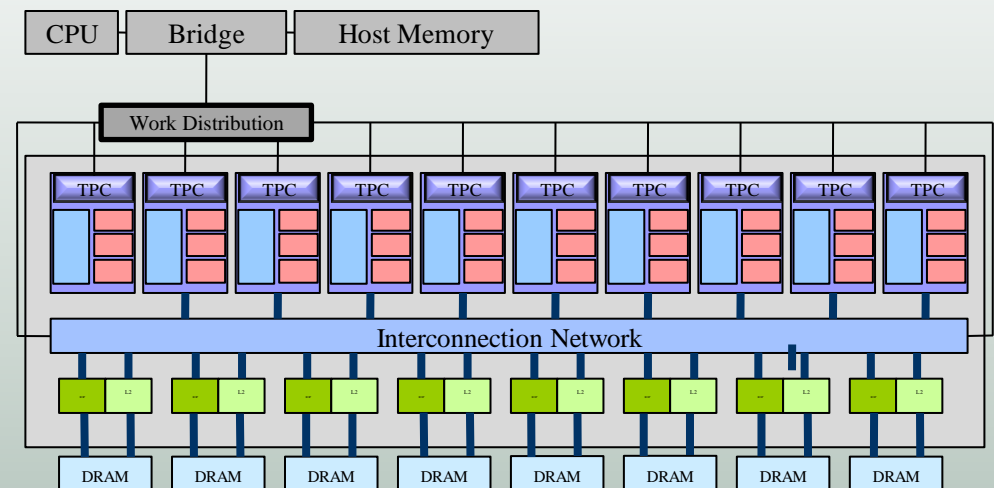 CPU Bridge Host Memory
Work Distribution
TPC TPC TPC TPC TPC TPC TPC TPC TPC TPC
Interconnection Network
L2 L2 L2 L2 L2 L2 L2 L2
DRAM DRAM DRAM DRAM DRAM DRAM DRAM DRAM